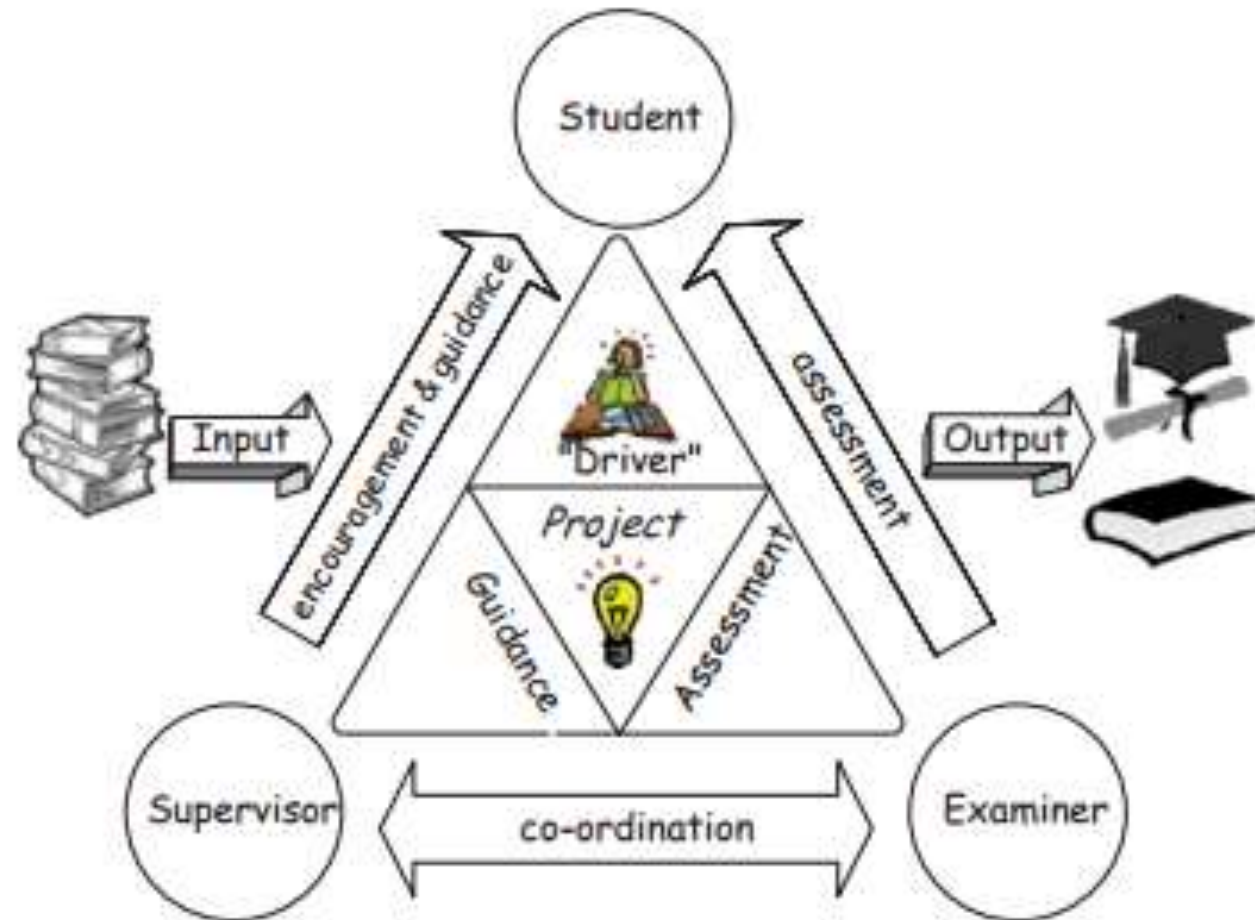 Student
encouragement & guidance
assessment
Input
Output
"Driver"
Project
Guidance
Assessment
Supervisor
co-ordination
Examiner